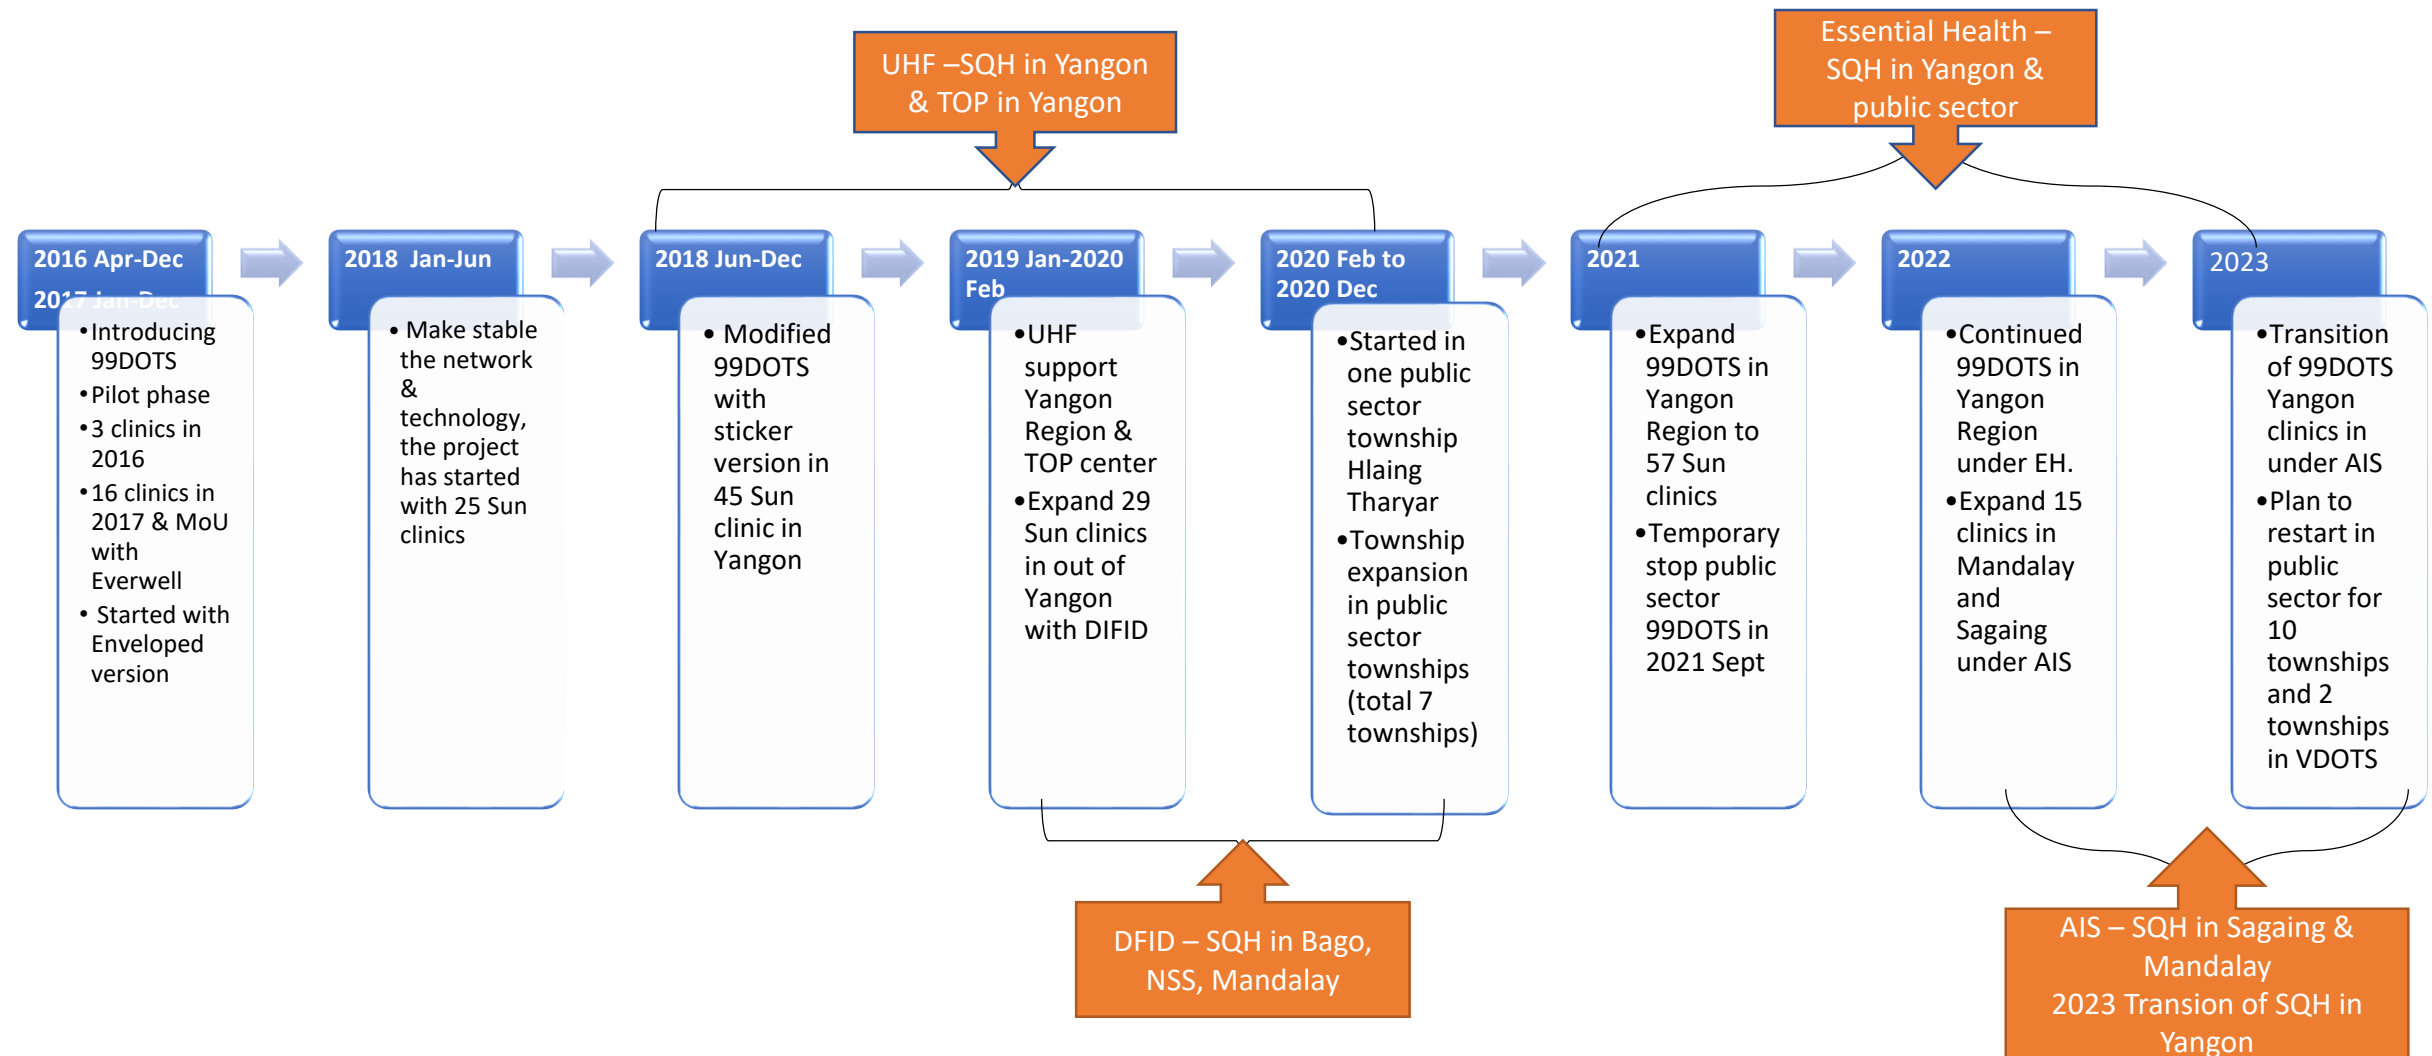 UHF –SQH in Yangon
& TOP in Yangon
Essential Health –
SQH in Yangon &
public sector
2016 Apr-Dec
2017 Jan-Dec
•Introducing
99DOTS
•Pilot phase
•3 clinics in
2016
•16 clinics in
2017 & MoU
with
Everwell
• Started with
Enveloped
version
2018 Jan-Jun
• Make stable
the network
&
technology,
the project
has started
with 25 Sun
clinics
2018 Jun-Dec
• Modified
99DOTS
with
sticker
version in
45 Sun
clinic in
Yangon
2019 Jan-2020
Feb
•UHF
support
Yangon
Region &
TOP center
•Expand 29
Sun clinics
in out of
Yangon
with DIFID
2020 Feb to
2020 Dec
•Started in
one public
sector
township
Hlaing
Tharyar
•Township
expansion
in public
sector
townships
(total 7
townships)
2021
•Expand
99DOTS in
Yangon
Region to
57 Sun
clinics
•Temporary
stop public
sector
99DOTS in
2021 Sept
2022
•Continued
99DOTS in
Yangon
Region
under EH.
•Expand 15
clinics in
Mandalay
and
Sagaing
under AIS
2023
•Transition
of 99DOTS
Yangon
clinics in
under AIS
•Plan to
restart in
public
sector for
10
townships
and 2
townships
in VDOTS
DFID – SQH in Bago,
NSS, Mandalay
AIS – SQH in Sagaing &
Mandalay
2023 Transion of SQH in
Yangon